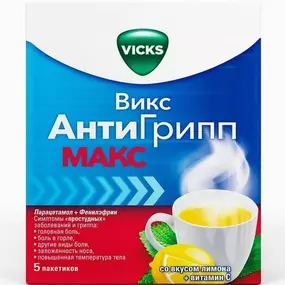 VICKS
Викс
АнтиГрипп
МАКС
Парацетамол + Фенилэфрин
Симптомы "простудных"
заболеваний и гриппа:
• головная боль,
• боль в горле,
• другие виды боли,
• заложенность носа,
• повышенная температура тела
5 пакетиков
со вкусом лимона
+ витамин С